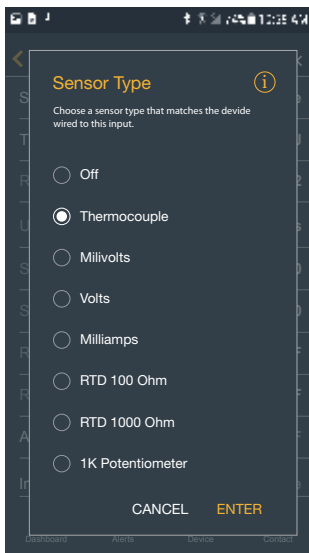 Sensor Type
Choose a sensor type that matches the devide
wired to this input.
Off
Thermocouple
Milivolts
Volts
Milliamps
RTD 100 Ohm
RTD 1000 Ohm
1K Potentiometer
CANCEL ENTER
Dashboard Alerts Device Contact